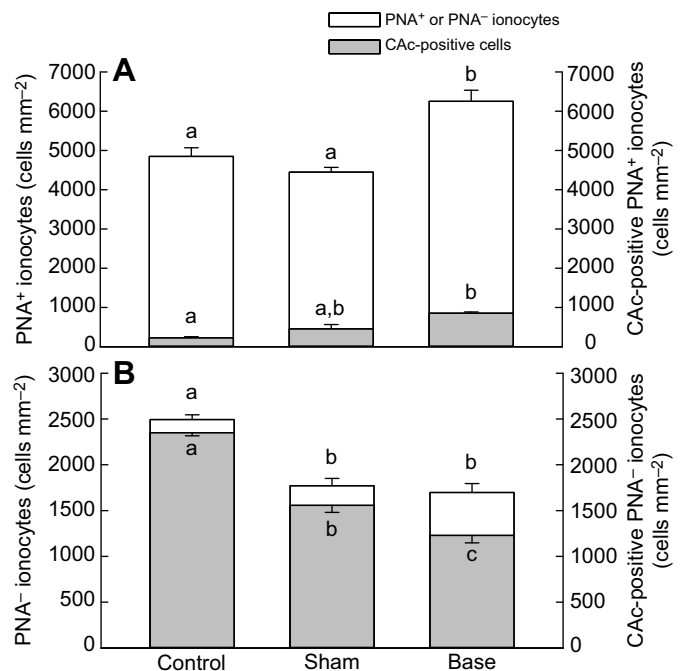 PNA⁺ or PNA⁻ ionocytes
CAc-positive cells
A
PNA⁺ ionocytes (cells mm⁻²)
7000
6000
5000
4000
3000
2000
1000
0
a
a
b
a
a,b
b
7000
6000
5000
4000
3000
2000
1000
0
CAc-positive PNA⁺ ionocytes
(cells mm⁻²)
B
PNA⁻ ionocytes (cells mm⁻²)
3000
2500
2000
1500
1000
500
0
a
a
b
b
b
c
3000
2500
2000
1500
1000
500
0
CAc-positive PNA⁻ ionocytes
(cells mm⁻²)
Control Sham Base